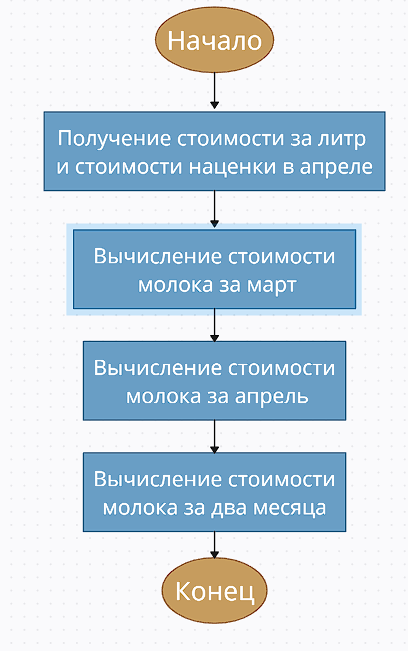 Начало
Получение стоимости за литр
и стоимости наценки в апреле
Вычисление стоимости
молока за март
Вычисление стоимости
молока за апрель
Вычисление стоимости
молока за два месяца
Конец